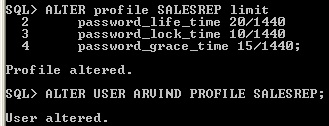 SQL> ALTER profile SALESREP limit
2 password_life_time 20/1440
3 password_lock_time 10/1440
4 password_grace_time 15/1440;
Profile altered.
SQL> ALTER USER ARVIND PROFILE SALESREP;
User altered.